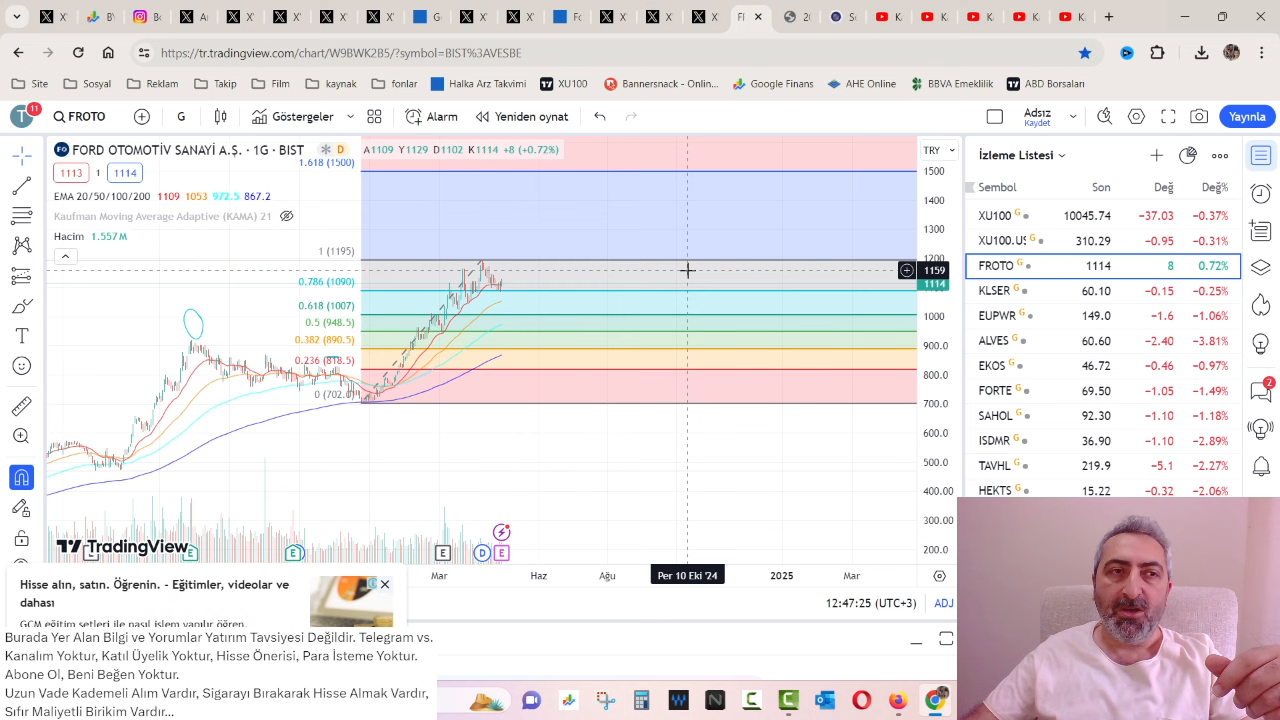 https://tr.tradingview.com/chart/W9BWK2B5/?symbol=BIST%3AVESBE
Site Sosyal Reklam Takip Film kaynak fonlar Halka Arz Takvimi XU100 Bannersnack - Onlin... Google Finans AHE Online BBVA Emeklilik ABD Borsaları
T 11 FROTO G Göstergeler Alarm Yeniden oynat Adsız Kaydet Yayınla
FORD OTOMOTİV SANAYİ A.Ş. · 1G · BIST D A1109 Y1129 D1102 K1114 +8 (+0.72%)
TRY
1113 1 1114
EMA 20/50/100/200 1109 1053 972.5 867.2
Kaufman Moving Average Adaptive (KAMA) 21
Hacim 1.557 M
1.618 (1500)
1 (1195)
0.786 (1090)
0.618 (1007)
0.5 (948.5)
0.382 (890.5)
0.236 (818.5)
0 (702.0)
1500
1400
1300
1200
1159
1114
1000
900.0
800.0
700.0
600.0
500.0
400.00
300.00
200.0
TradingView
Mar Haz Ağu Per 10 Eki '24 2025 Mar
12:47:25 (UTC+3) ADJ
İzleme Listesi
Sembol Son Değ Değ%
XU100 G 10045.74 −37.03 −0.37%
XU100.US G 310.29 −0.95 −0.31%
FROTO G 1114 8 0.72%
KLSER G 60.10 −0.15 −0.25%
EUPWR G 149.0 −1.6 −1.06%
ALVES G 60.60 −2.40 −3.81%
EKOS G 46.72 −0.46 −0.97%
FORTE G 69.50 −1.05 −1.49%
SAHOL G 92.30 −1.10 −1.18%
ISDMR G 36.90 −1.10 −2.89%
TAVHL G 219.9 −5.1 −2.27%
HEKTS G 15.22 −0.32 −2.06%
2
Hisse alın, satın. Öğrenin. - Eğitimler, videolar ve
dahası
GCM eğitim setleri ile nasıl işlem yapılır öğren.
Burada Yer Alan Bilgi ve Yorumlar Yatırım Tavsiyesi Değildir. Telegram vs.
Kanalım Yoktur, Katıl Üyelik Yoktur, Hisse Önerisi, Para İsteme Yoktur.
Abone Ol, Beni Beğen Yoktur.
Uzun Vade Kademeli Alım Vardır, Sigarayı Bırakarak Hisse Almak Vardır,
Sıfır Maliyetli Birikim Vardır...